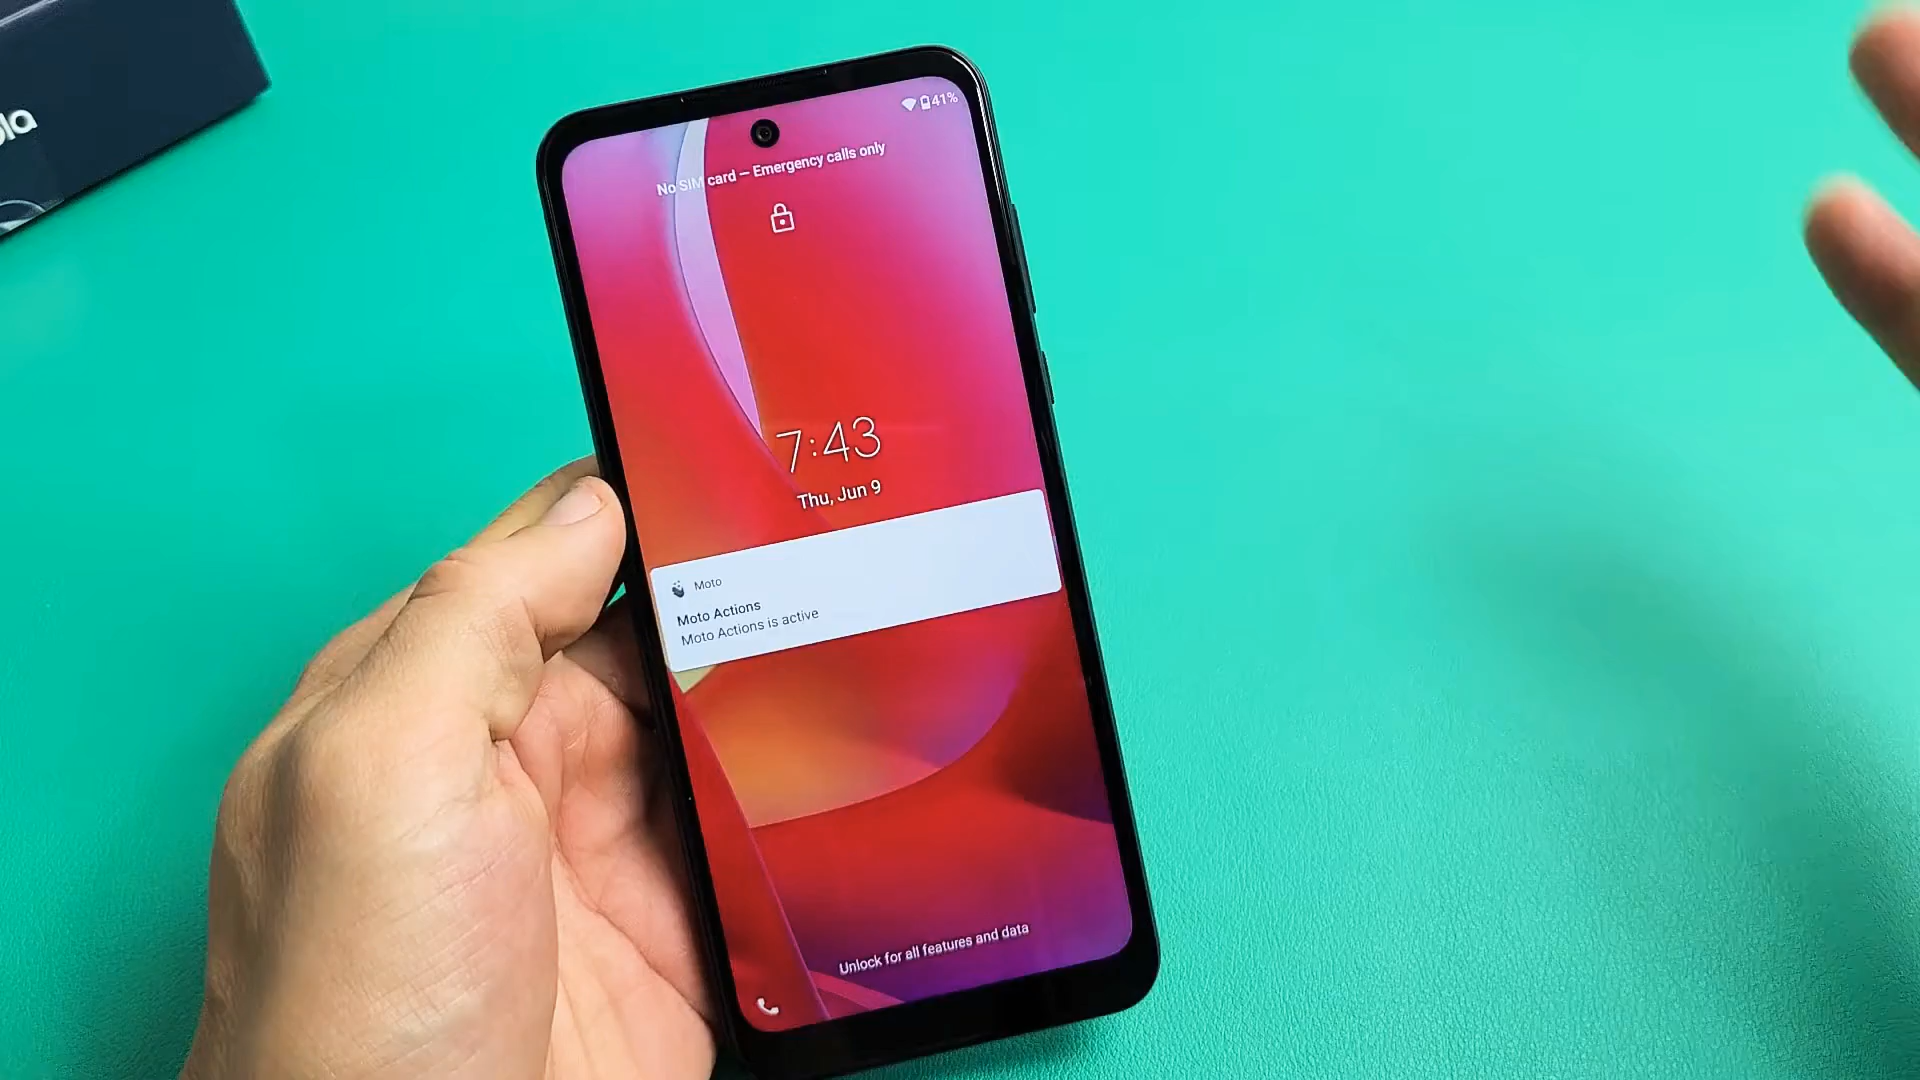 ola
41%
No SIM card — Emergency calls only
7:43
Thu, Jun 9
Moto
Moto Actions
Moto Actions is active
Unlock for all features and data